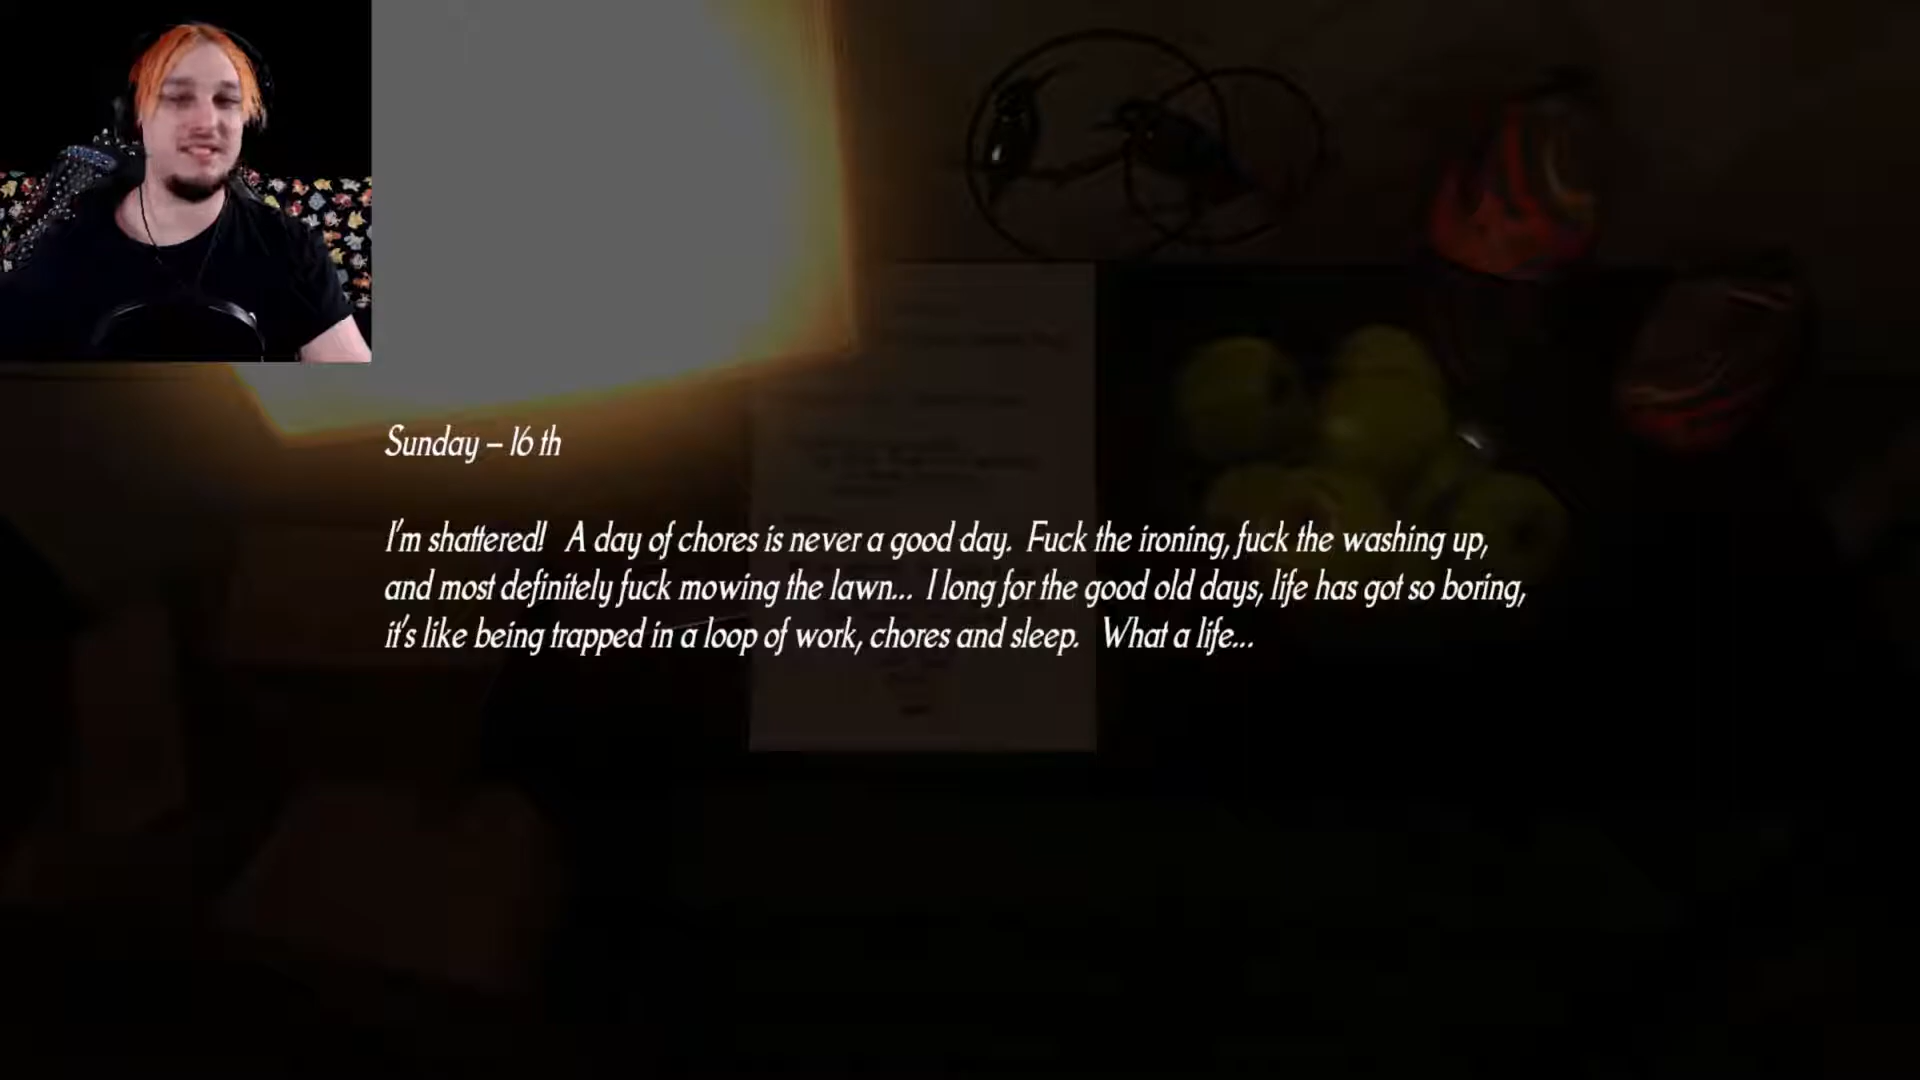 Sunday – 16 th
I'm shattered! A day of chores is never a good day. Fuck the ironing, fuck the washing up,
and most definitely fuck mowing the lawn... I long for the good old days, life has got so boring,
it's like being trapped in a loop of work, chores and sleep. What a life...